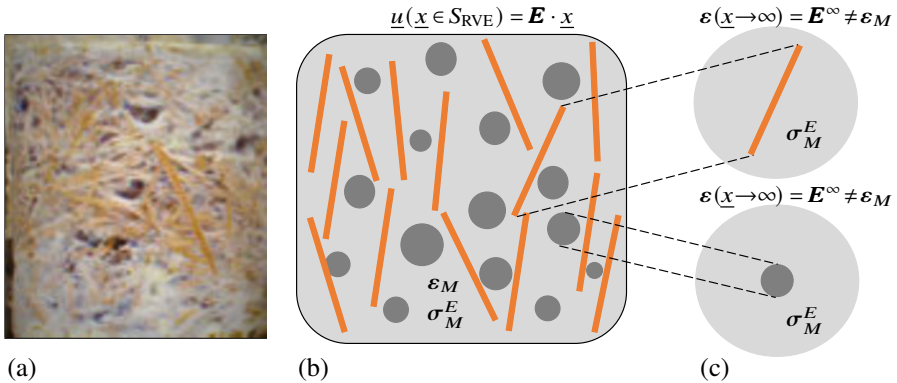 u(x ∈ S_RVE) = E · x
ε(x→∞) = E^∞ ≠ ε_M
σ_M^E
ε(x→∞) = E^∞ ≠ ε_M
ε_M
σ_M^E
σ_M^E
(a)
(b)
(c)